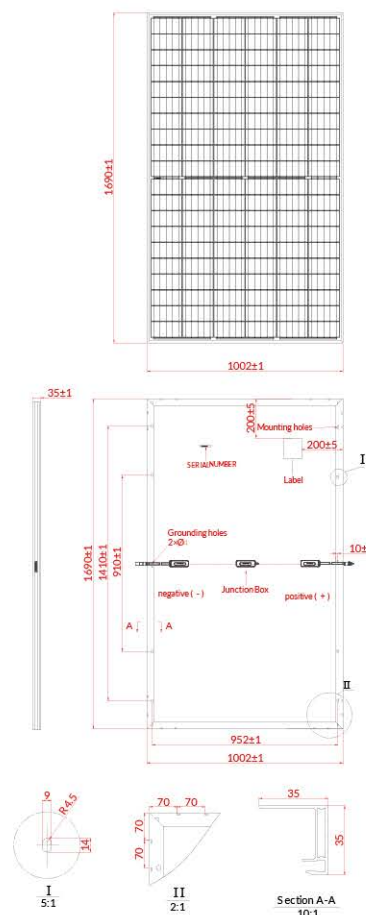 1690±1
1002±1
35±1
200±5
Mounting holes
200±5
SERIAL NUMBER
Label
I
1690±1
1410±1
910±1
Grounding holes
2×Ø
10±
negative ( - )
Junction Box
positive ( + )
A
A
II
952±1
1002±1
9
R4.5
14
I
5:1
70
70
70
70
II
2:1
35
35
Section A-A
10:1